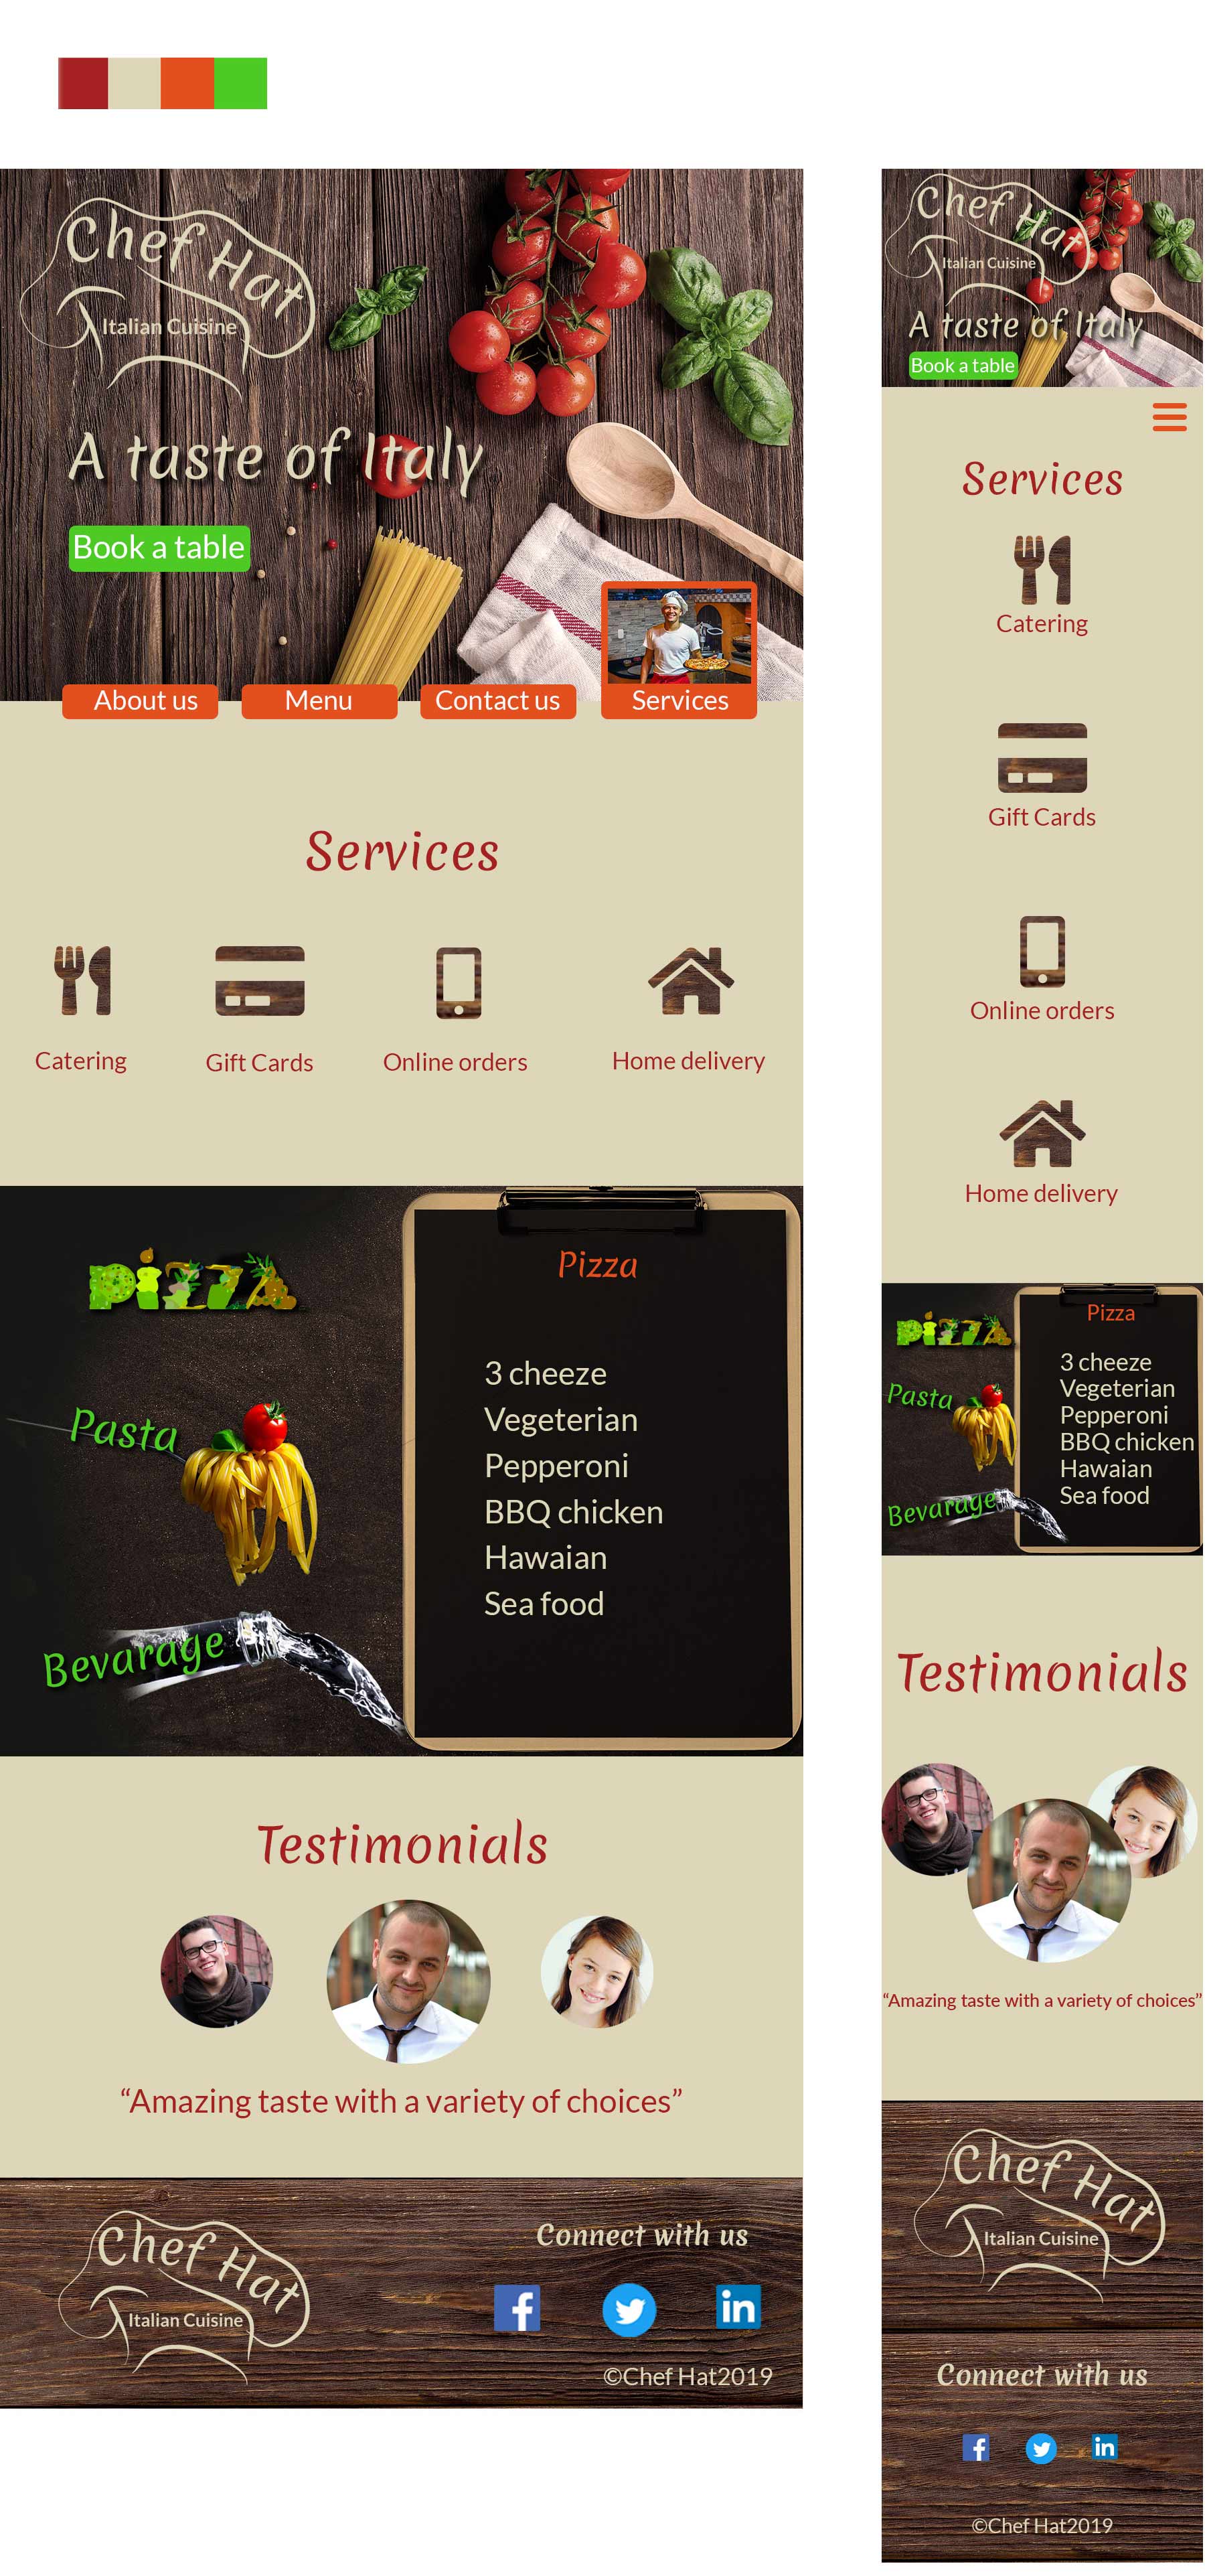 Chef Hat
Italian Cuisine
A taste of Italy
Book a table
About us
Menu
Contact us
Services
Services
Catering
Gift Cards
Online orders
Home delivery
Pizza
Pasta
Bevarage
Pizza
3 cheeze
Vegeterian
Pepperoni
BBQ chicken
Hawaian
Sea food
Testimonials
“Amazing taste with a variety of choices”
Chef Hat
Italian Cuisine
Connect with us
f
in
©Chef Hat2019
Chef Hat
Italian Cuisine
A taste of Italy
Book a table
Services
Catering
Gift Cards
Online orders
Home delivery
Pizza
Pasta
Bevarage
Pizza
3 cheeze
Vegeterian
Pepperoni
BBQ chicken
Hawaian
Sea food
Testimonials
“Amazing taste with a variety of choices”
Chef Hat
Italian Cuisine
Connect with us
f
in
©Chef Hat2019